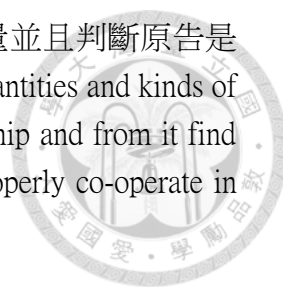 量並且判斷原告是
antities and kinds of
hip and from it find
operly co-operate in